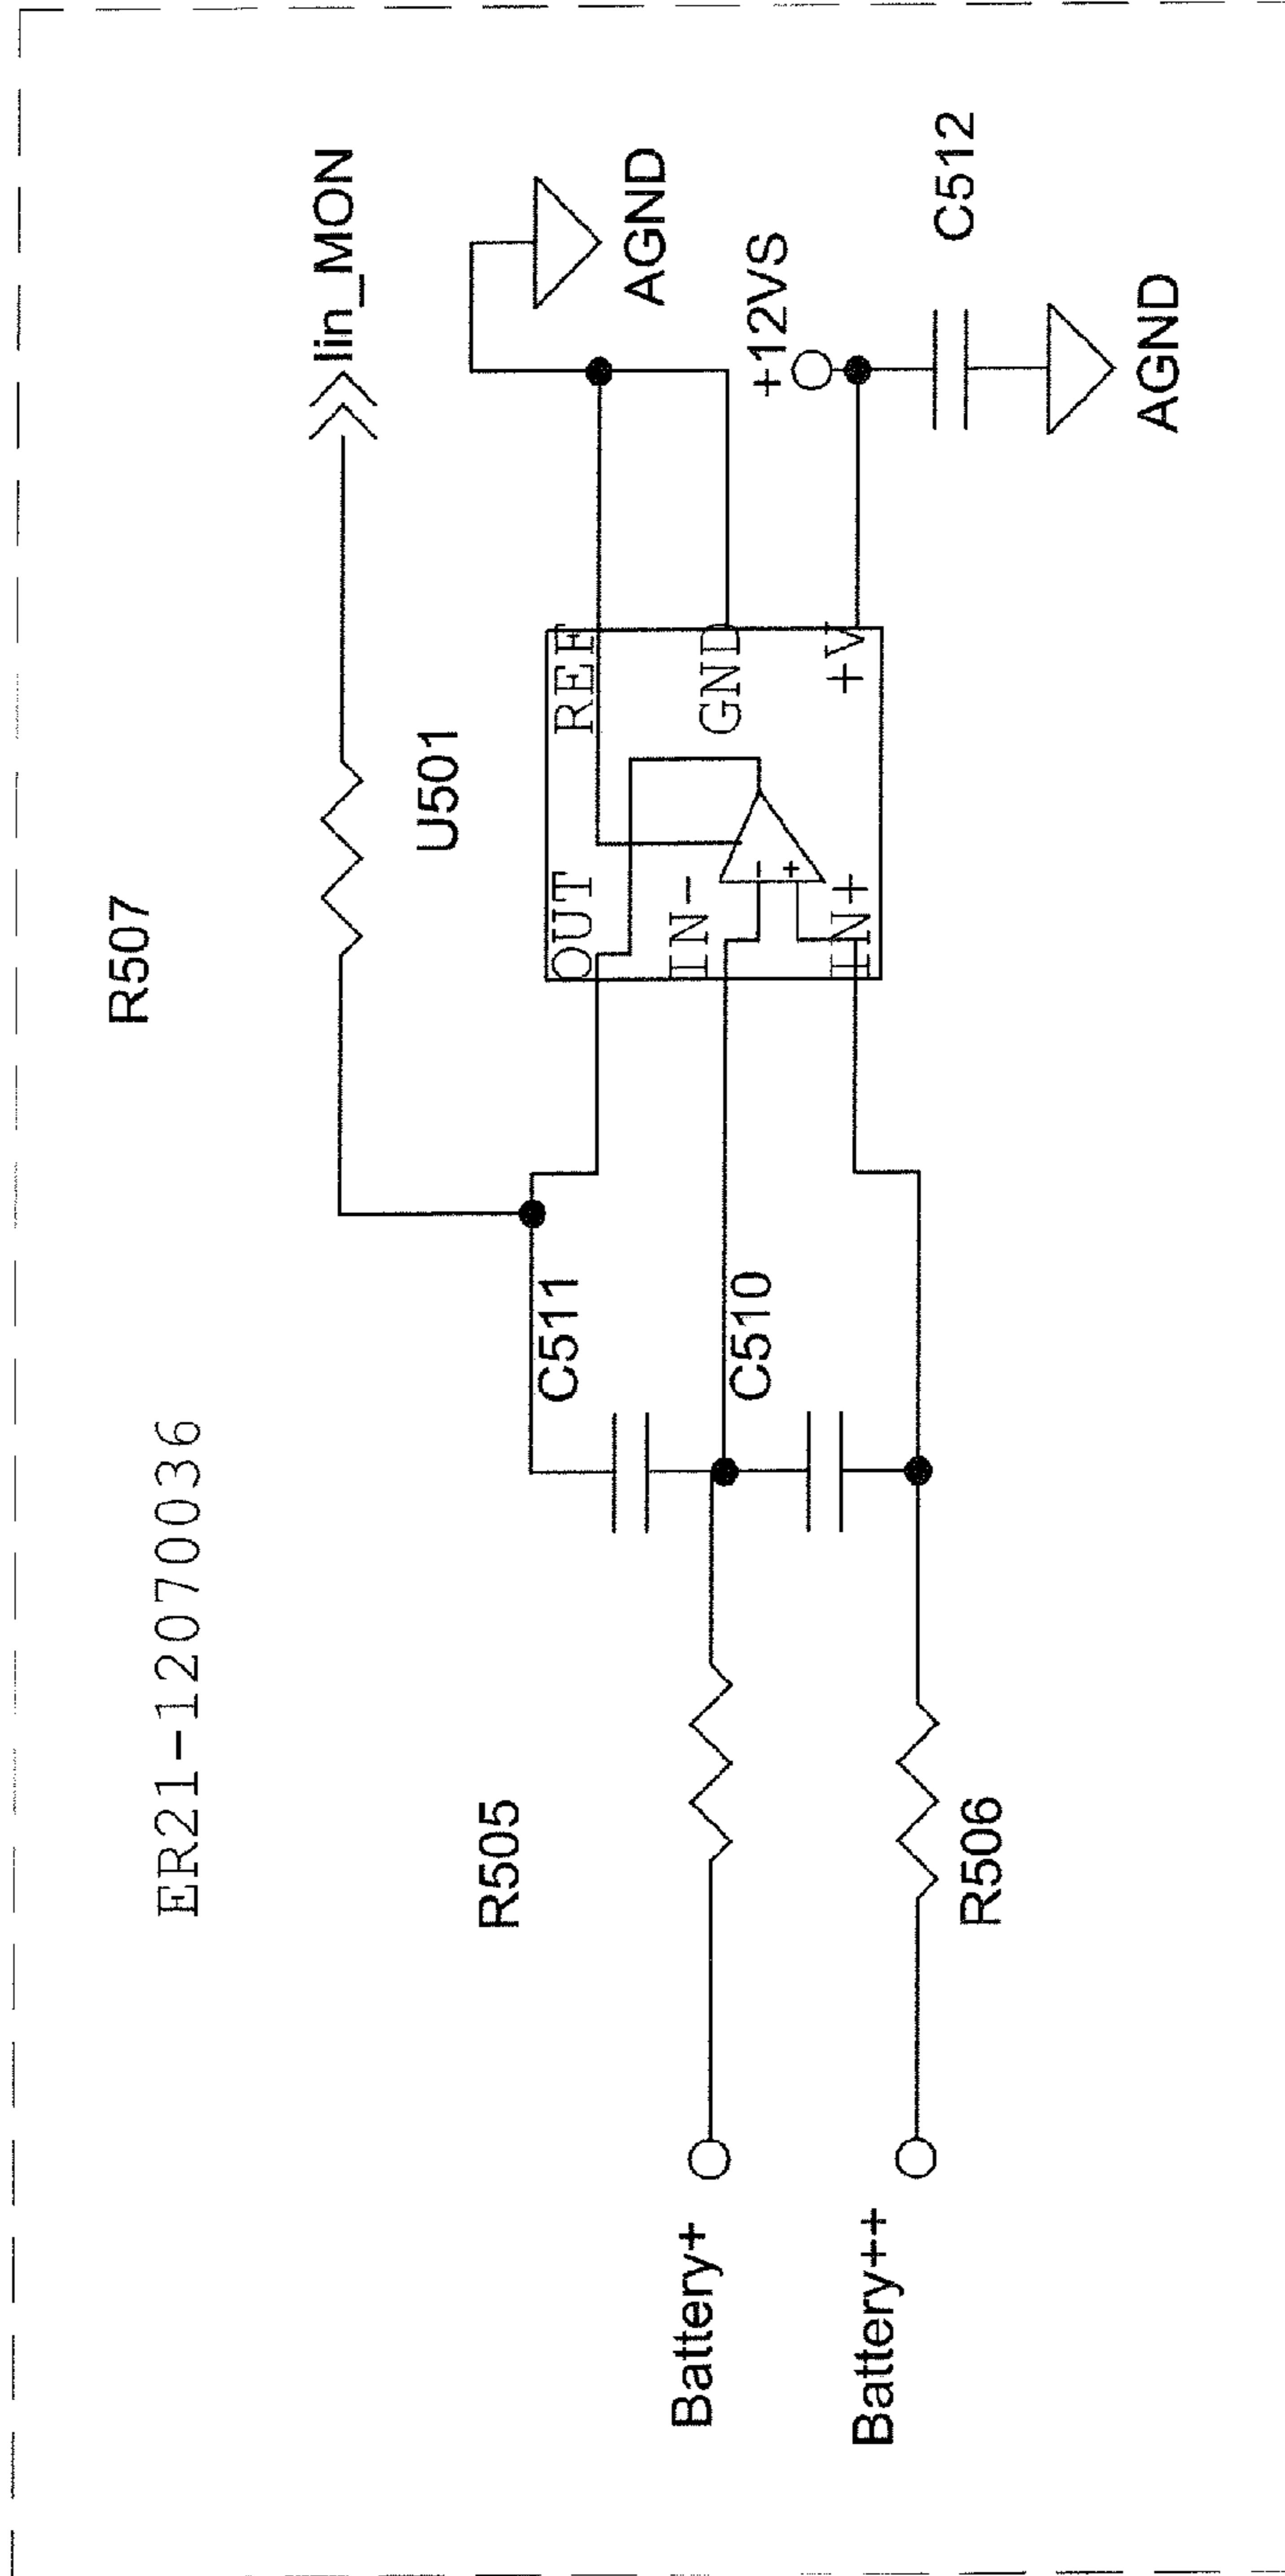 ER21-12070036
R507
Iin_MON
U501
AGND
R505
C511
OUT
REF
Battery+
IN-
GND
C510
+12VS
Battery++
IN+
+V
R506
C512
AGND
-
+